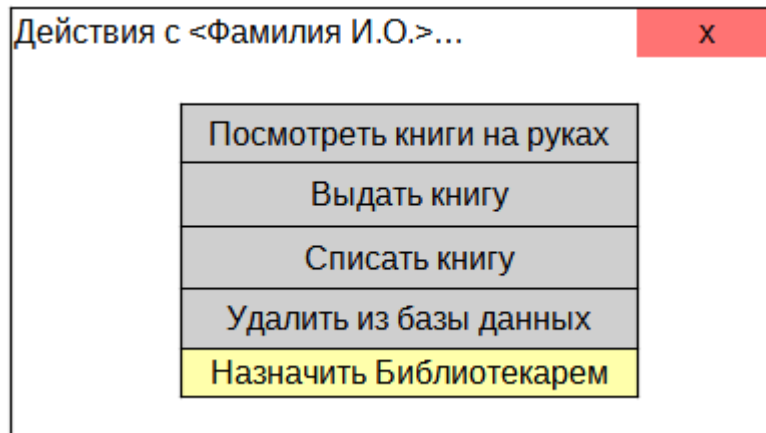 Действия с <Фамилия И.О.>... x
Посмотреть книги на руках
Выдать книгу
Списать книгу
Удалить из базы данных
Назначить Библиотекарем